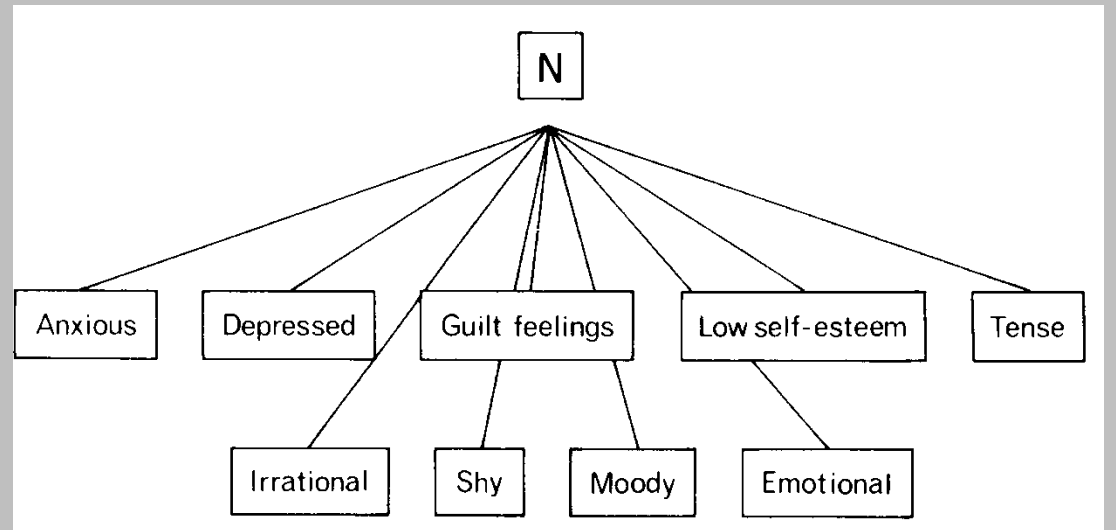 N
Anxious Depressed Guilt feelings Low self-esteem Tense
Irrational Shy Moody Emotional